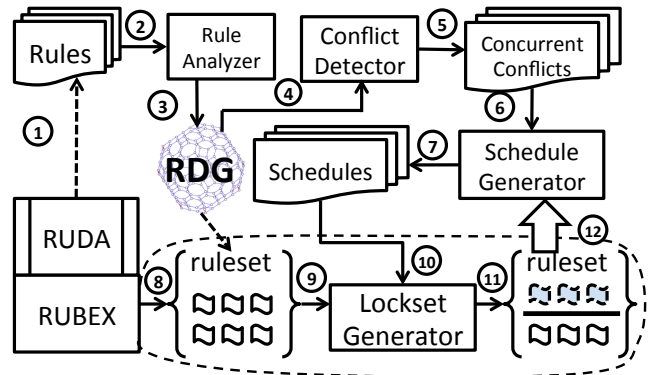 Rules
2
Rule
Analyzer
Conflict
Detector
5
Concurrent
Conflicts
1
3
4
6
RDG
Schedules
7
Schedule
Generator
RUDA
RUBEX
8
ruleset
9
10
Lockset
Generator
11
12
ruleset